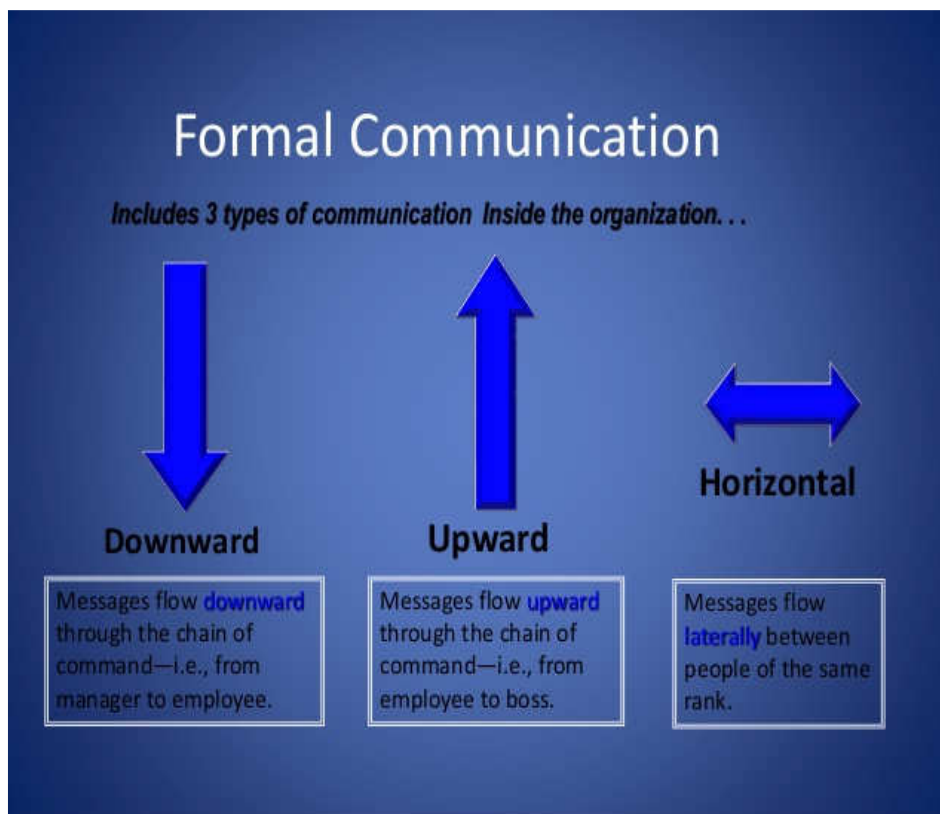 Formal Communication
Includes 3 types of communication Inside the organization. . .
Downward
Messages flow downward
through the chain of
command—i.e., from
manager to employee.
Upward
Messages flow upward
through the chain of
command—i.e., from
employee to boss.
Horizontal
Messages flow
laterally between
people of the same
rank.